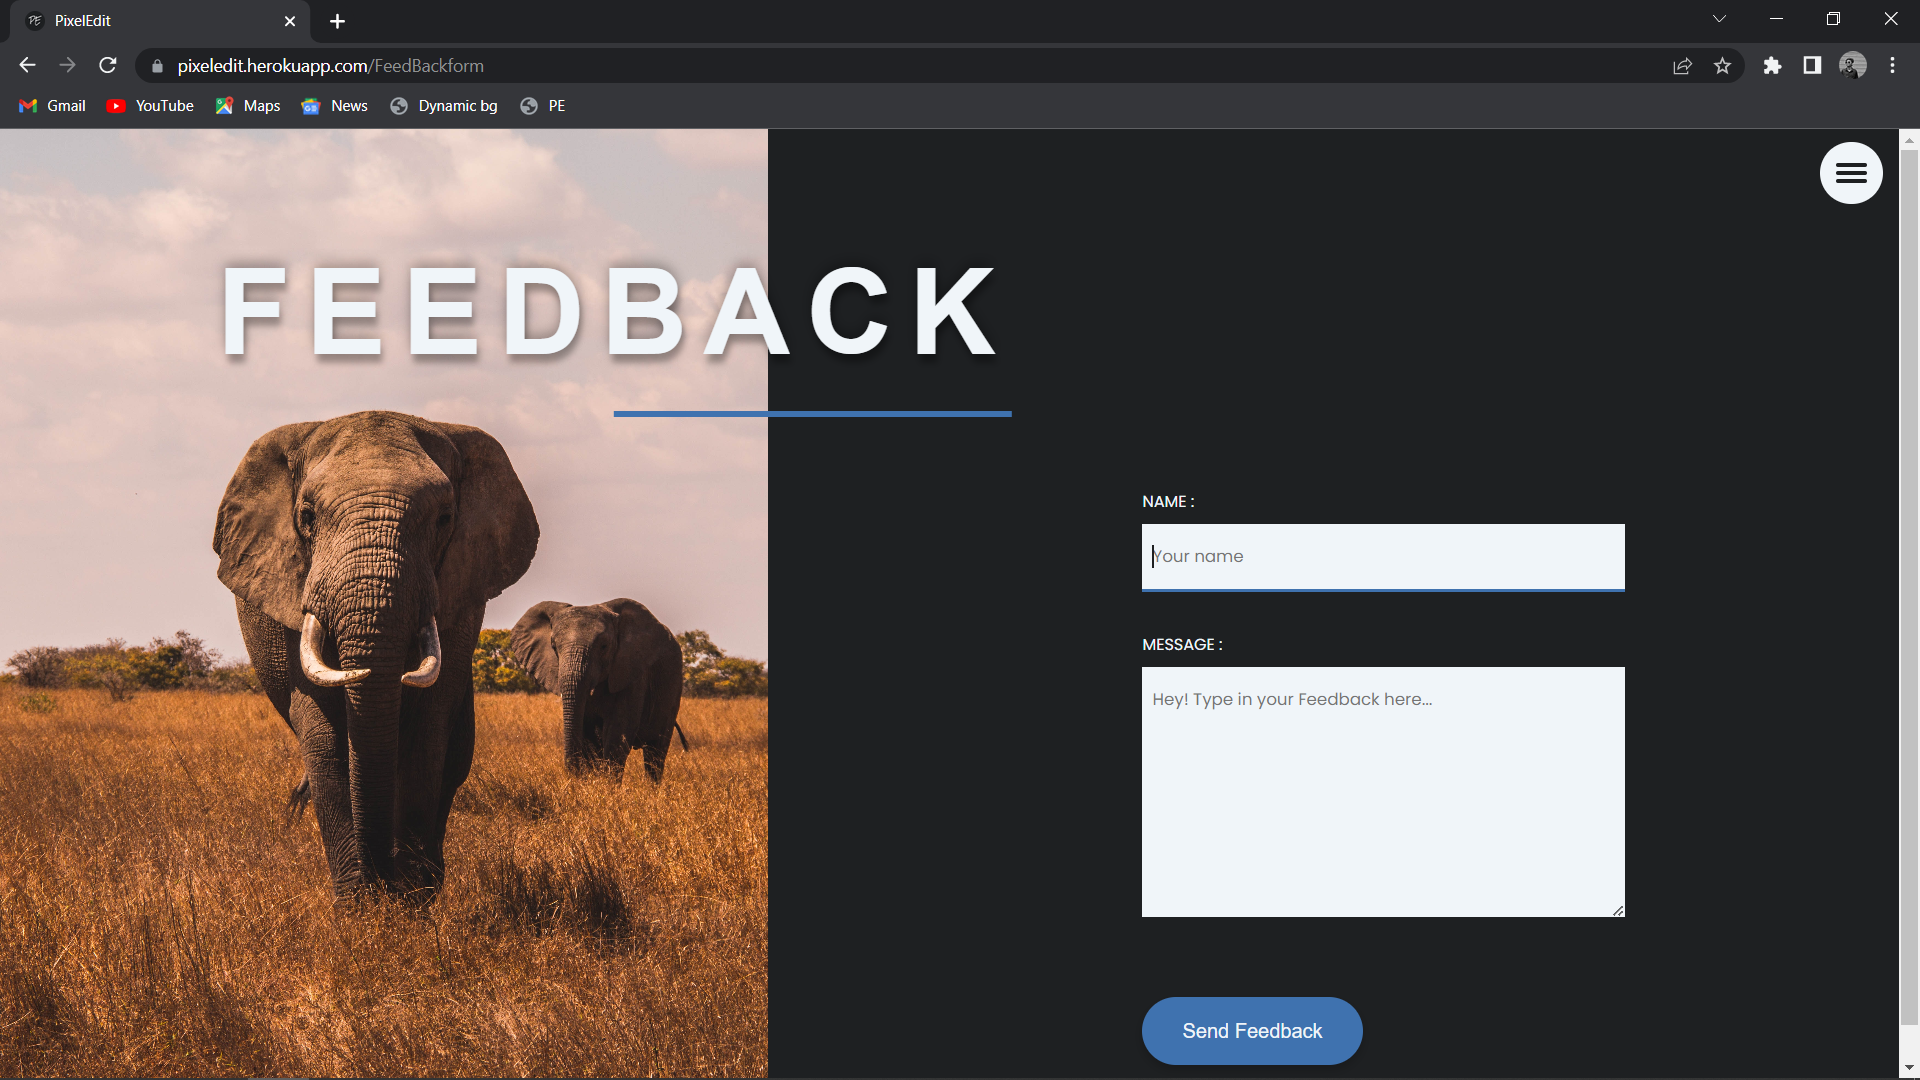 PixelEdit
pixeledit.herokuapp.com/FeedBackform
Gmail YouTube Maps News Dynamic bg PE
FEEDBACK
NAME :
Your name
MESSAGE :
Hey! Type in your Feedback here...
Send Feedback